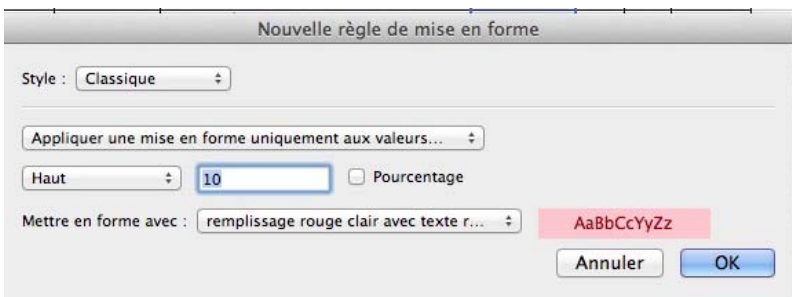 Nouvelle règle de mise en forme
Style : Classique
Appliquer une mise en forme uniquement aux valeurs...
Haut 10 Pourcentage
Mettre en forme avec : remplissage rouge clair avec texte r... AaBbCcYyZz
Annuler OK